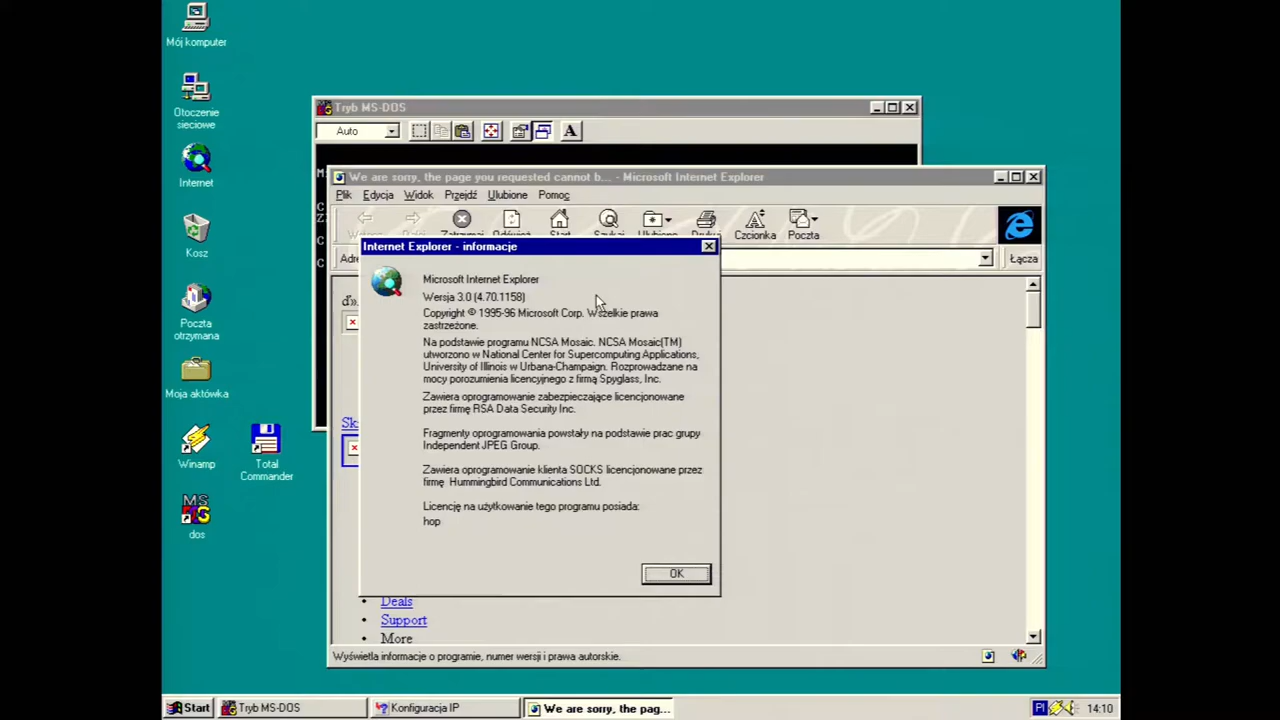 Mój komputer
Otoczenie
sieciowe
Internet
Kosz
Poczta
otrzymana
Moja aktówka
Winamp
Total
Commander
dos
Tryb MS-DOS
Auto
We are sorry, the page you requested cannot b... - Microsoft Internet Explorer
Plik Edycja Widok Przejdź Ulubione Pomoc
Zatrzymaj Odśwież Start Szukaj Ulubione Drukuj Czcionka Poczta
Łącza
Internet Explorer - informacje
Microsoft Internet Explorer
Wersja 3.0 (4.70.1158)
Copyright © 1995-96 Microsoft Corp. Wszelkie prawa
zastrzeżone.
Na podstawie programu NCSA Mosaic. NCSA Mosaic(TM)
utworzono w National Center for Supercomputing Applications,
University of Illinois w Urbana-Champaign. Rozprowadzane na
mocy porozumienia licencyjnego z firmą Spyglass, Inc.
Zawiera oprogramowanie zabezpieczające licencjonowane
przez firmę RSA Data Security Inc.
Fragmenty oprogramowania powstały na podstawie prac grupy
Independent JPEG Group.
Zawiera oprogramowanie klienta SOCKS licencjonowane przez
firmę Hummingbird Communications Ltd.
Licencję na użytkowanie tego programu posiada:
hop
OK
Deals
Support
More
Wyświetla informacje o programie, numer wersji i prawa autorskie.
Start
Tryb MS-DOS
Konfiguracja IP
We are sorry, the pag...
Pl
14:10